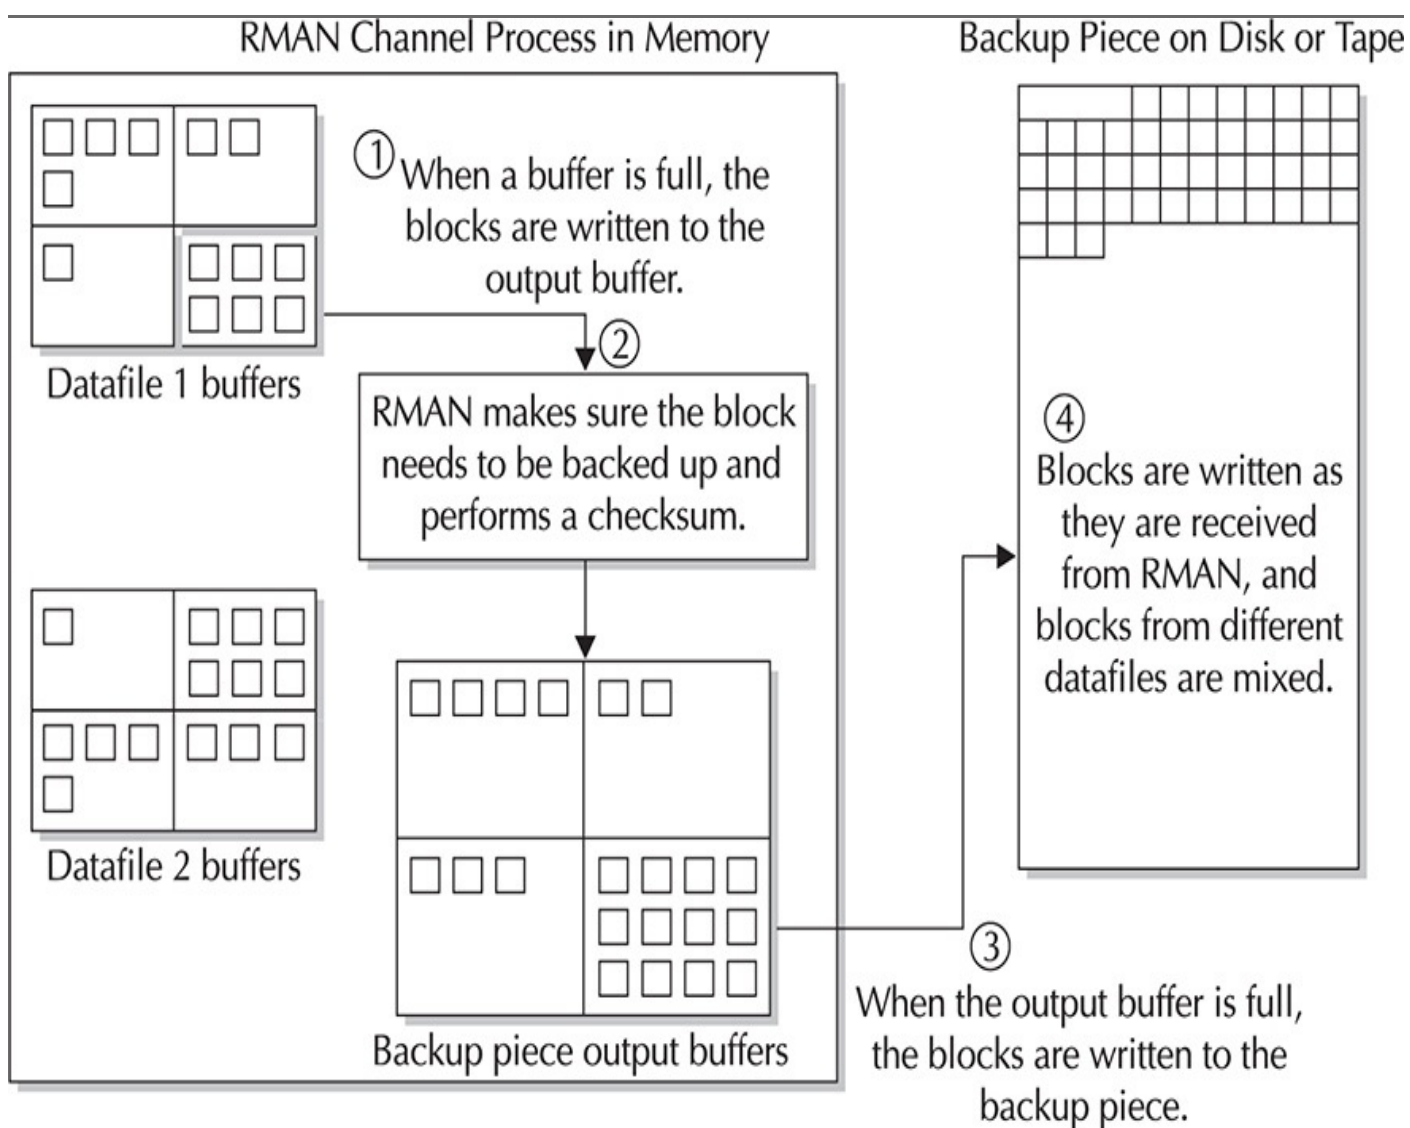 RMAN Channel Process in Memory
Backup Piece on Disk or Tape
1
When a buffer is full, the
blocks are written to the
output buffer.
Datafile 1 buffers
2
RMAN makes sure the block
needs to be backed up and
performs a checksum.
Datafile 2 buffers
Backup piece output buffers
3
When the output buffer is full,
the blocks are written to the
backup piece.
4
Blocks are written as
they are received
from RMAN, and
blocks from different
datafiles are mixed.